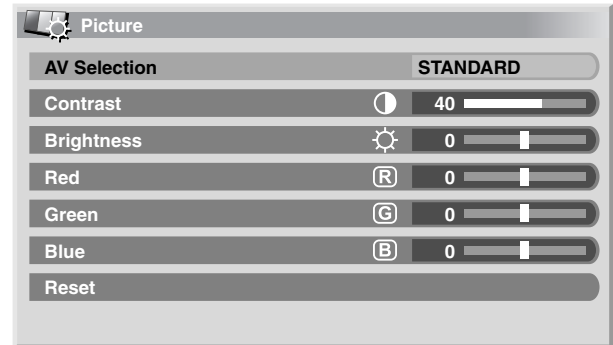 Picture
AV Selection STANDARD
Contrast 40
Brightness 0
Red R 0
Green G 0
Blue B 0
Reset